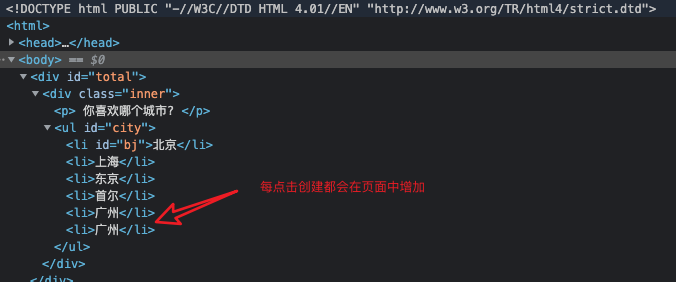 <!DOCTYPE html PUBLIC "-//W3C//DTD HTML 4.01//EN" "http://www.w3.org/TR/html4/strict.dtd">
<html>
<head>…</head>
<body> == $0
<div id="total">
<div class="inner">
<p> 你喜欢哪个城市? </p>
<ul id="city">
<li id="bj">北京</li>
<li>上海</li>
<li>东京</li>
<li>首尔</li>
<li>广州</li>
<li>广州</li>
每点击创建都会在页面中增加
</ul>
</div>
</div>